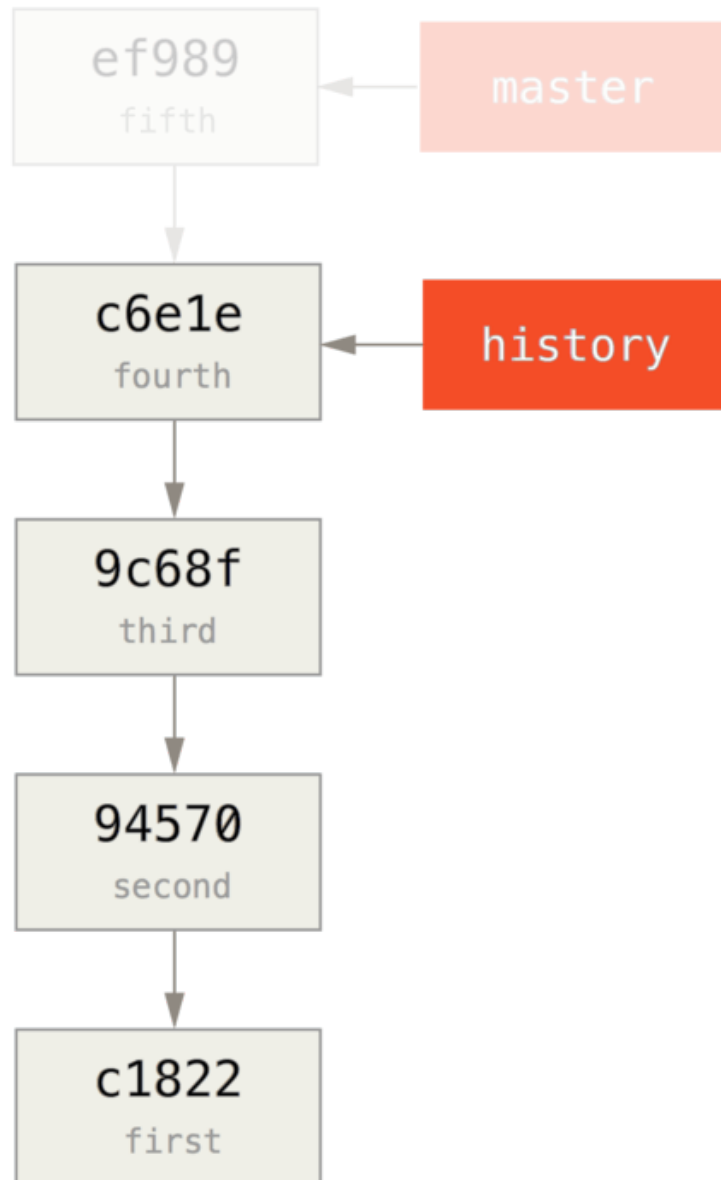 ef989
fifth
master
c6e1e
fourth
history
9c68f
third
94570
second
c1822
first